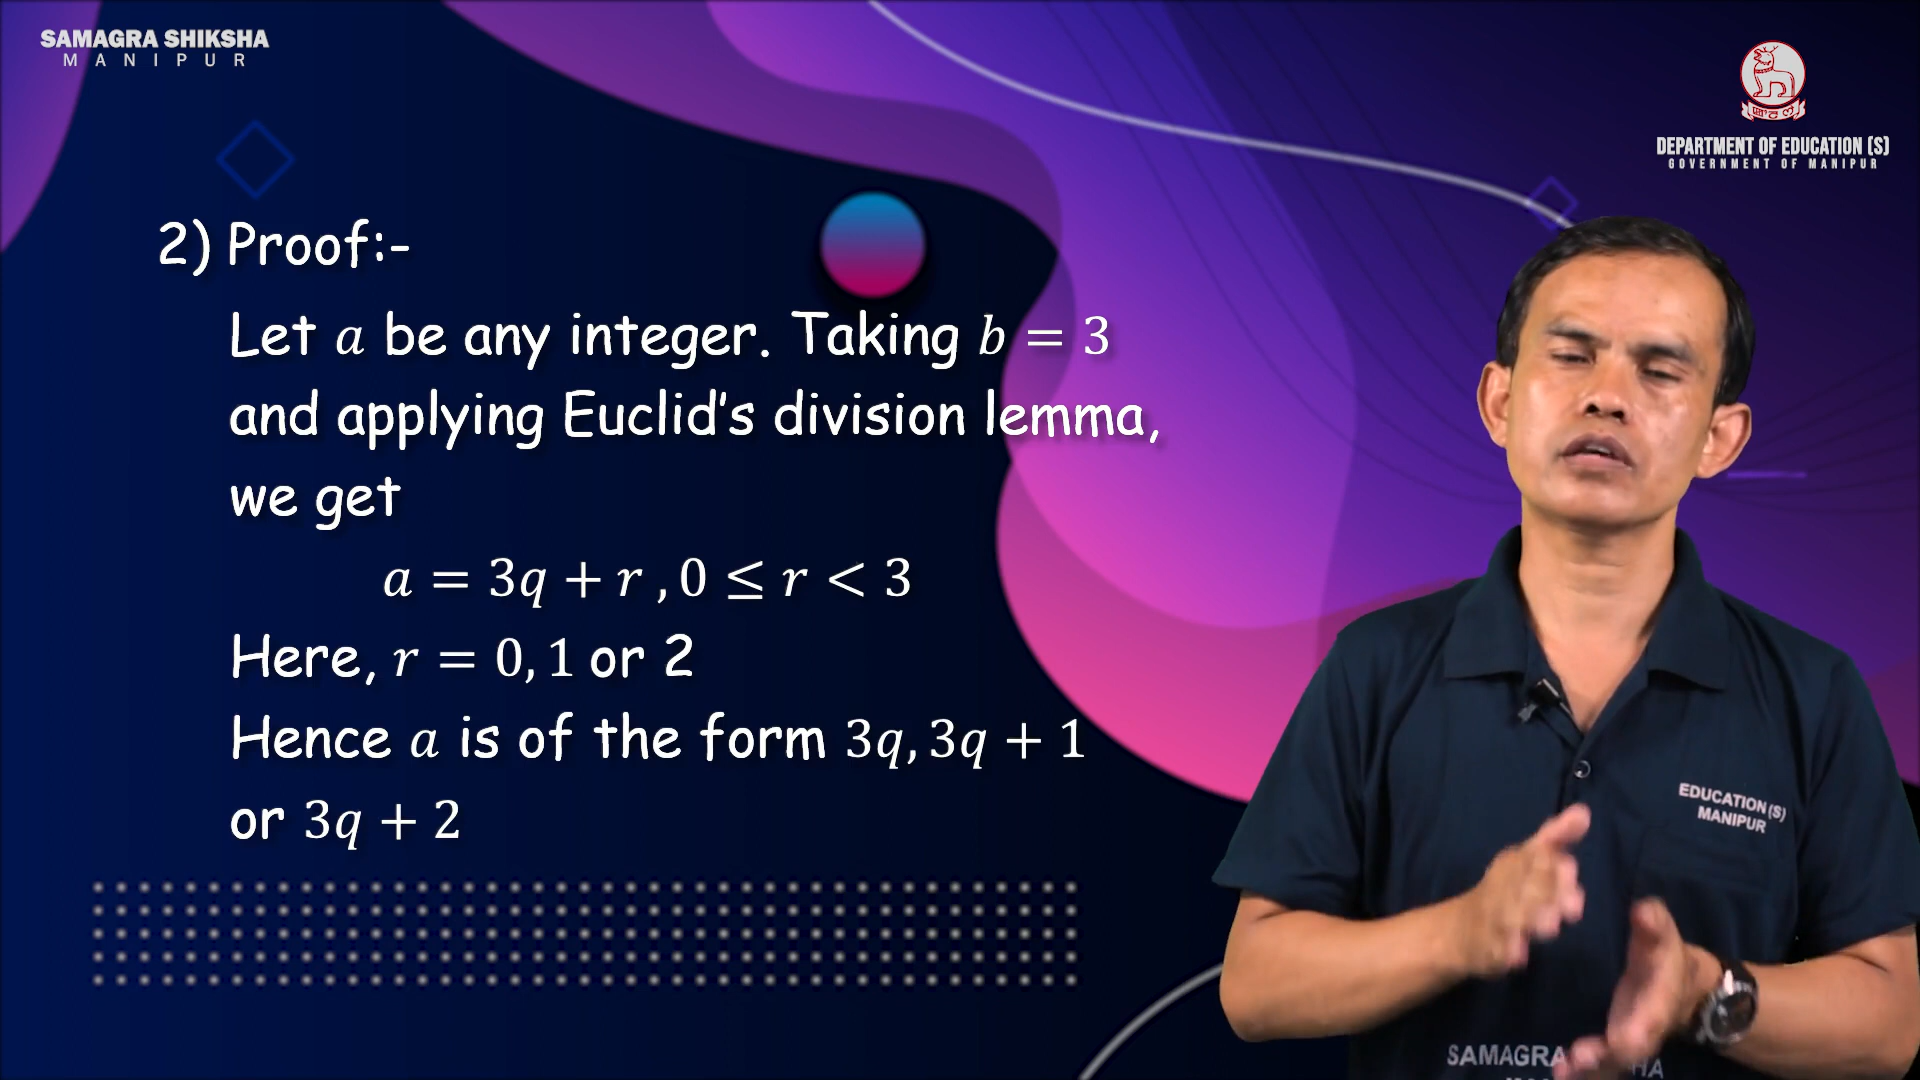 SAMAGRA SHIKSHA
MANIPUR
DEPARTMENT OF EDUCATION (S)
GOVERNMENT OF MANIPUR
2) Proof:-
Let a be any integer. Taking b = 3
and applying Euclid's division lemma,
we get
a = 3q + r , 0 ≤ r < 3
Here, r = 0, 1 or 2
Hence a is of the form 3q, 3q + 1
or 3q + 2
EDUCATION (S)
MANIPUR
SAMAGRA